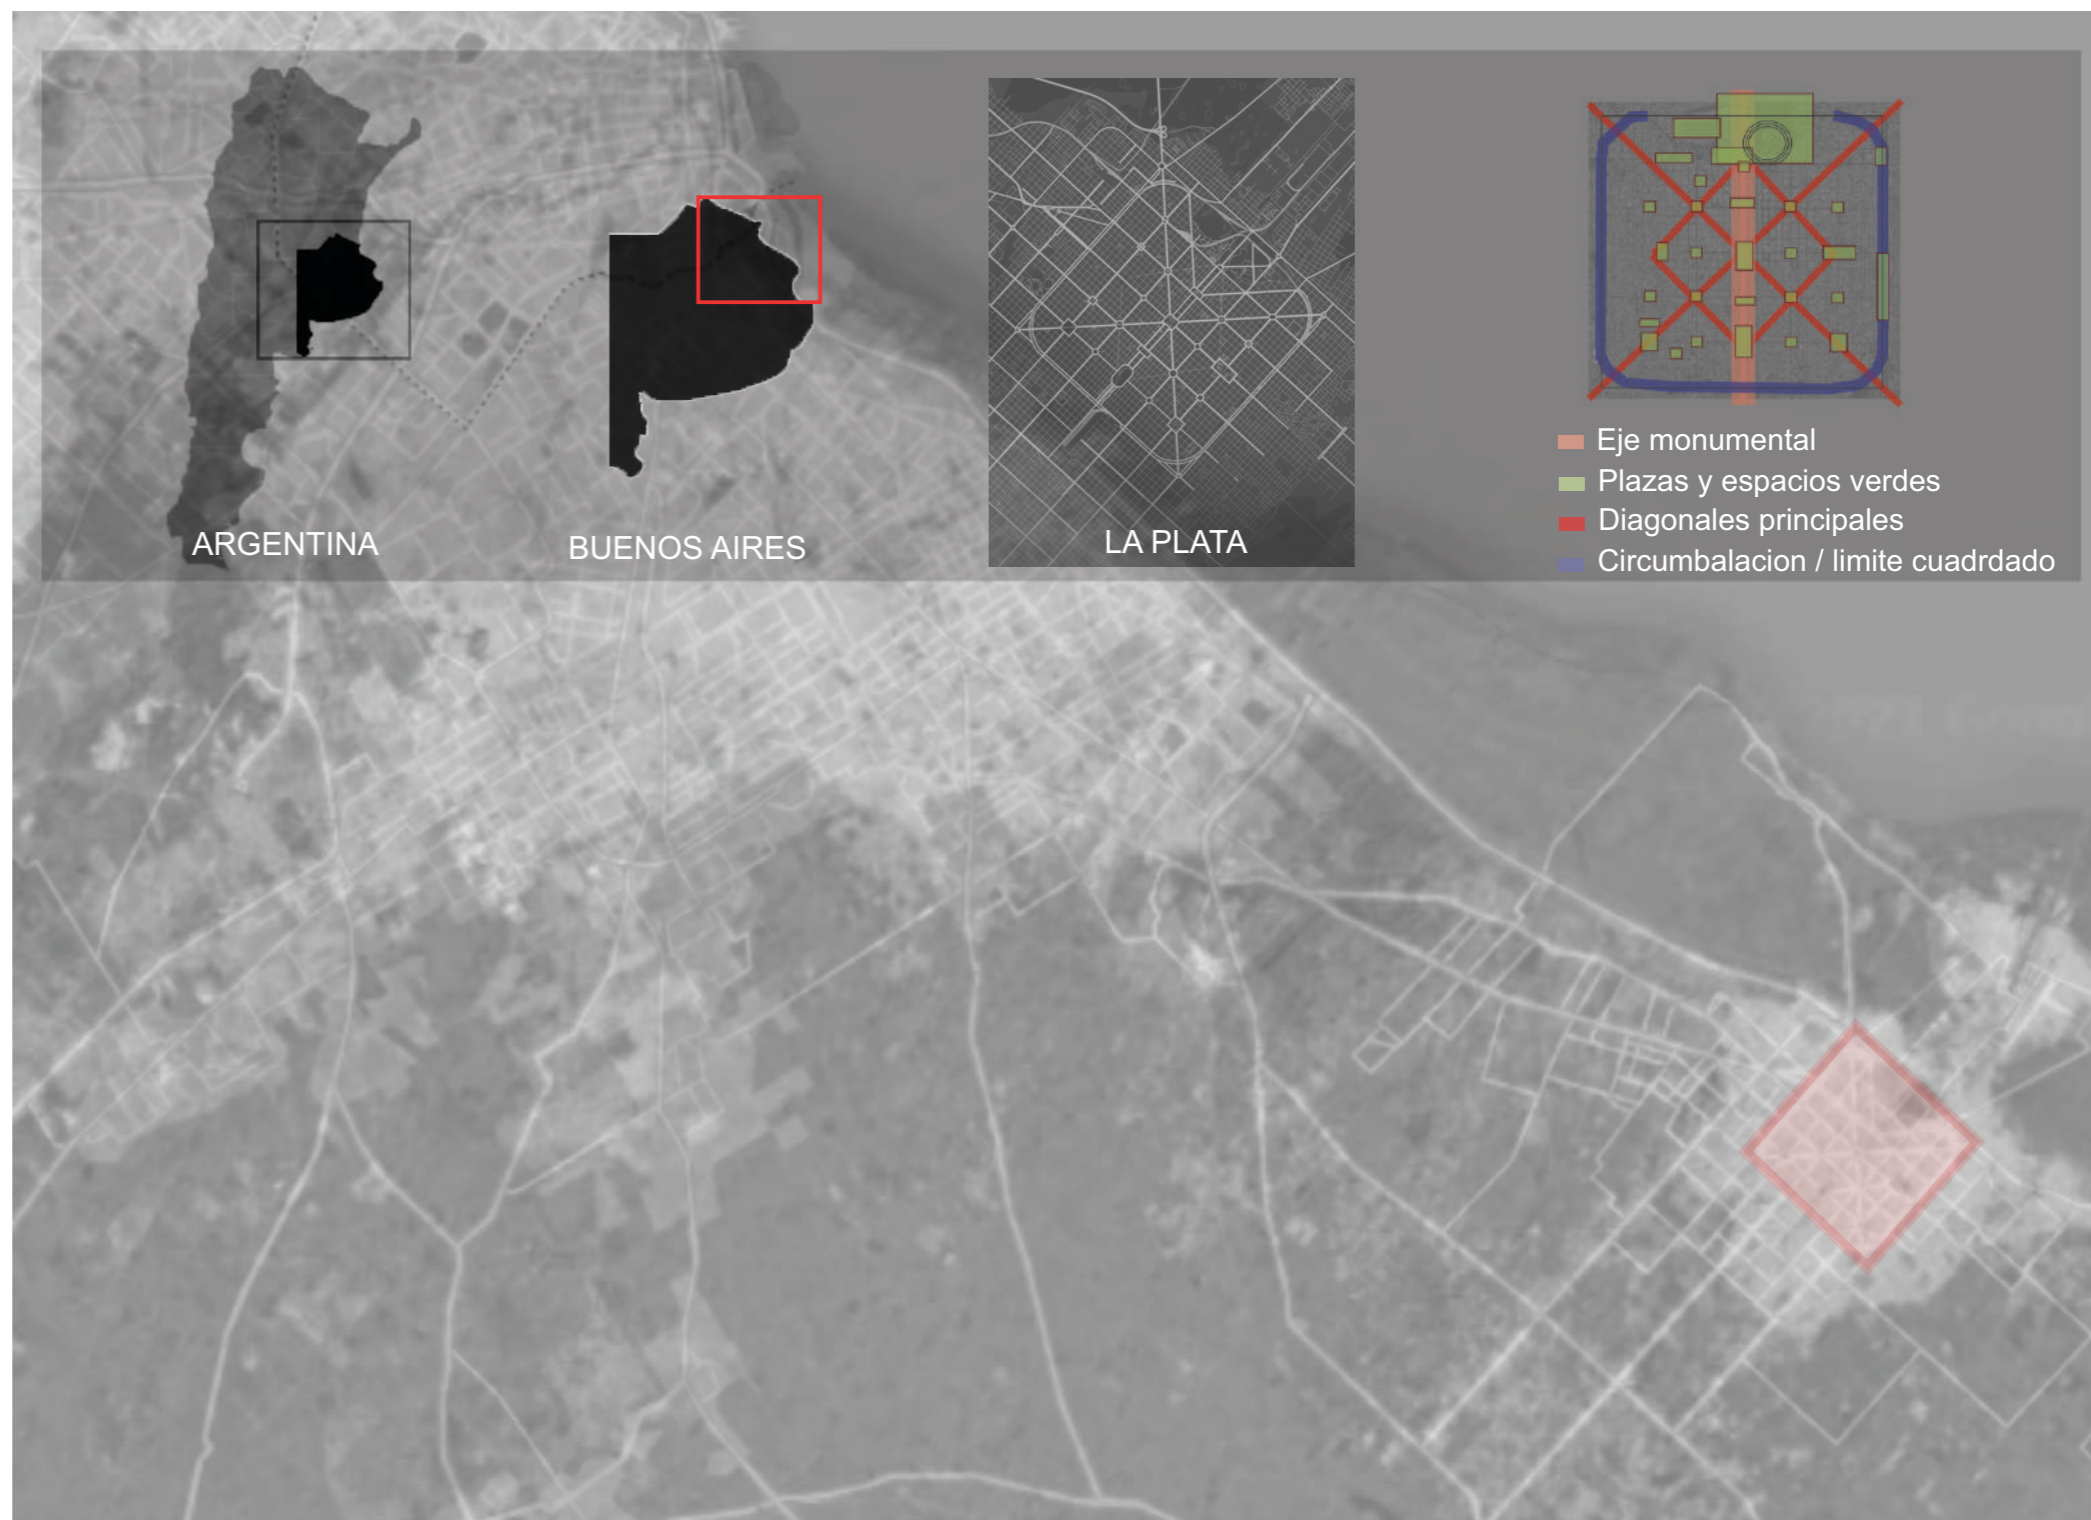 ARGENTINA
BUENOS AIRES
LA PLATA
Eje monumental
Plazas y espacios verdes
Diagonales principales
Circumbalacion / limite cuadrdado